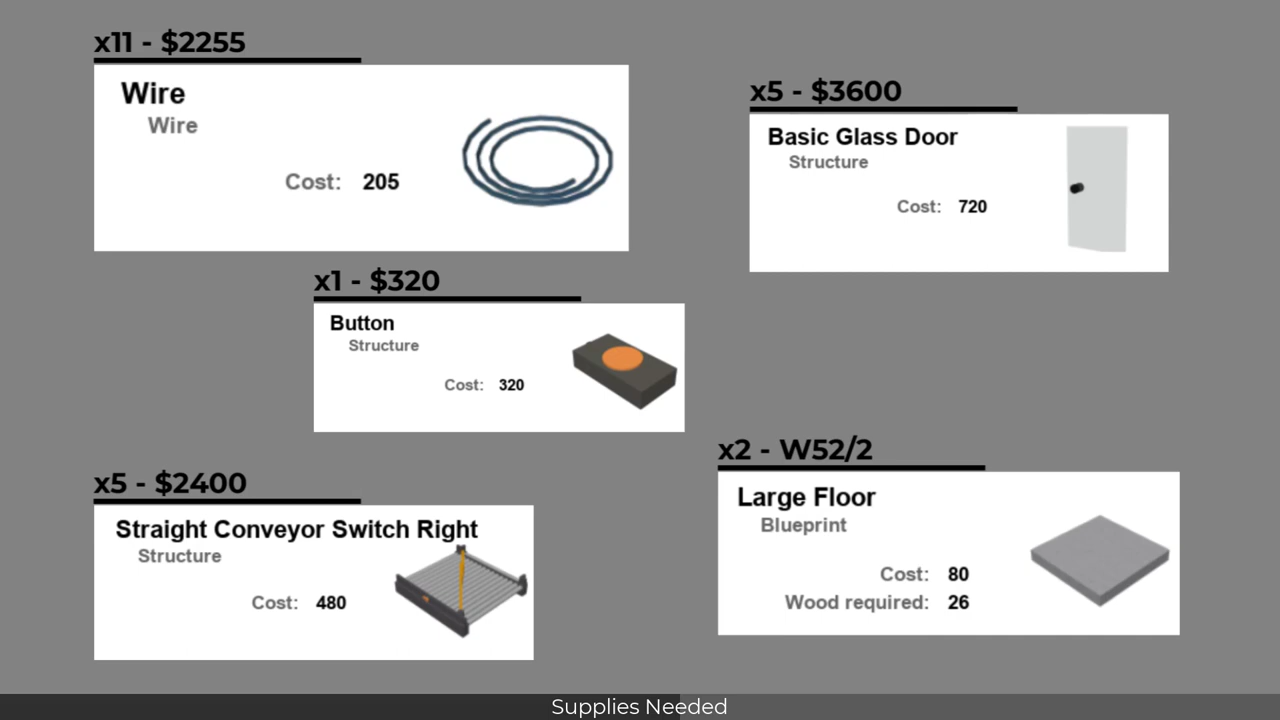 x11 - $2255
Wire
Wire
Cost: 205
x5 - $3600
Basic Glass Door
Structure
Cost: 720
x1 - $320
Button
Structure
Cost: 320
x5 - $2400
Straight Conveyor Switch Right
Structure
Cost: 480
x2 - W52/2
Large Floor
Blueprint
Cost: 80
Wood required: 26
Supplies Needed